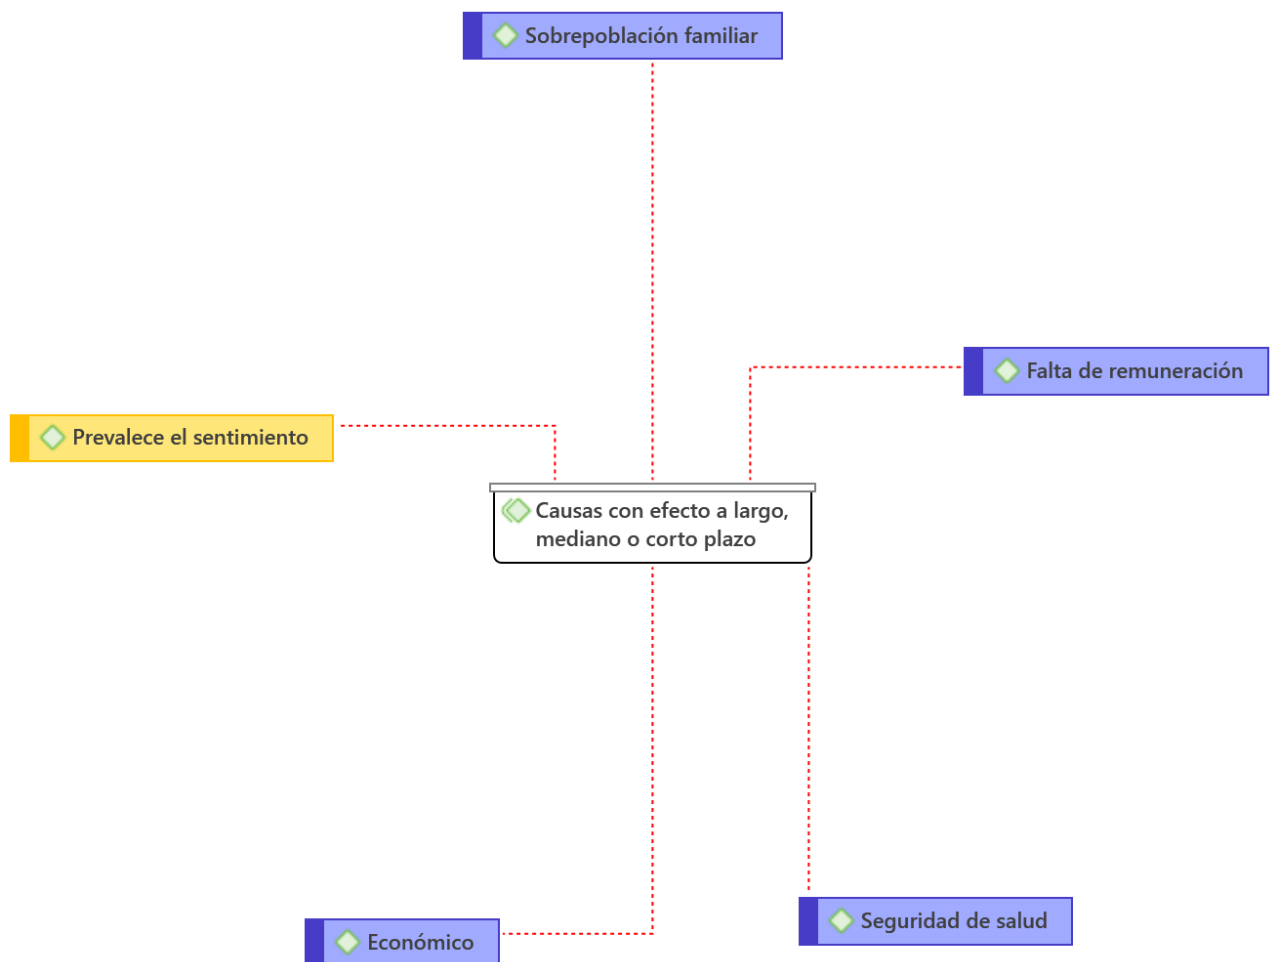 Sobrepoblación familiar
Falta de remuneración
Prevalece el sentimiento
Causas con efecto a largo,
mediano o corto plazo
Seguridad de salud
Económico